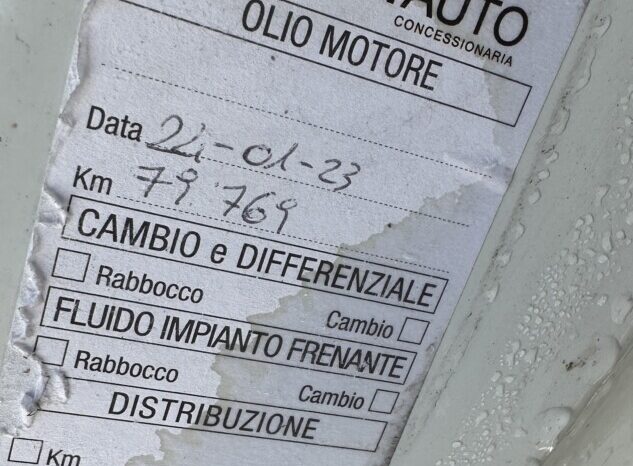 AUTO
CONCESSIONARIA
OLIO MOTORE
Data 24-01-23
Km 79 769
CAMBIO e DIFFERENZIALE
Rabbocco Cambio
FLUIDO IMPIANTO FRENANTE
Rabbocco Cambio
DISTRIBUZIONE
Km